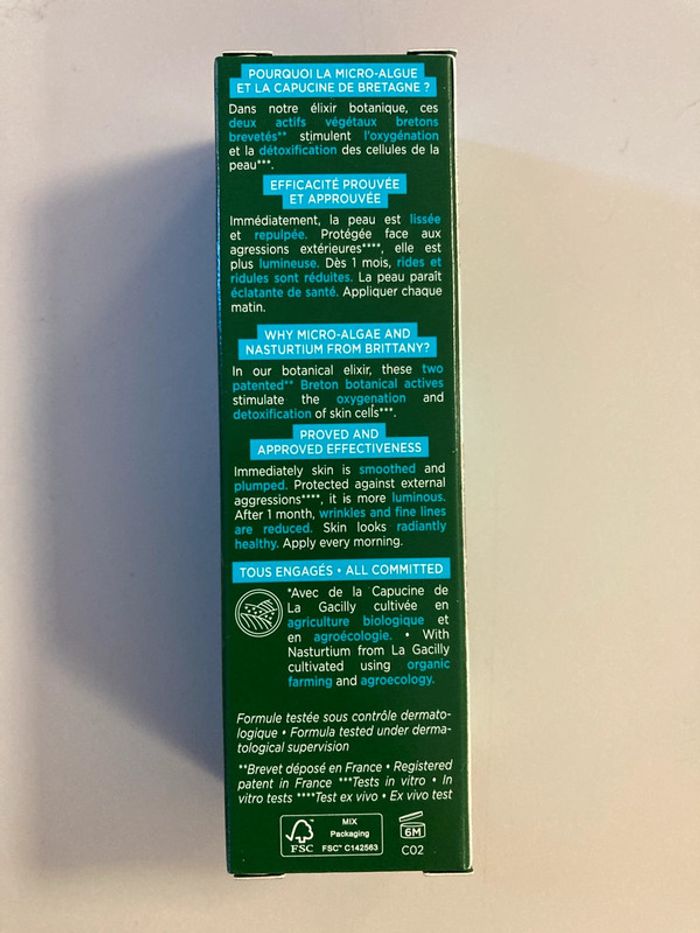 POURQUOI LA MICRO-ALGUE
ET LA CAPUCINE DE BRETAGNE ?
Dans notre élixir botanique, ces
deux actifs végétaux bretons
brevetés** stimulent l'oxygénation
et la détoxification des cellules de la
peau***.
EFFICACITÉ PROUVÉE
ET APPROUVÉE
Immédiatement, la peau est lissée
et repulpée. Protégée face aux
agressions extérieures****, elle est
plus lumineuse. Dès 1 mois, rides et
ridules sont réduites. La peau paraît
éclatante de santé. Appliquer chaque
matin.
WHY MICRO-ALGAE AND
NASTURTIUM FROM BRITTANY?
In our botanical elixir, these two
patented** Breton botanical actives
stimulate the oxygenation and
detoxification of skin cells***.
PROVED AND
APPROVED EFFECTIVENESS
Immediately skin is smoothed and
plumped. Protected against external
aggressions****, it is more luminous.
After 1 month, wrinkles and fine lines
are reduced. Skin looks radiantly
healthy. Apply every morning.
TOUS ENGAGÉS • ALL COMMITTED
*Avec de la Capucine de
La Gacilly cultivée en
agriculture biologique et
en agroécologie. • With
Nasturtium from La Gacilly
cultivated using organic
farming and agroecology.
Formule testée sous contrôle dermato-
logique • Formula tested under derma-
tological supervision
**Brevet déposé en France • Registered
patent in France ***Tests in vitro • In
vitro tests ****Test ex vivo • Ex vivo test
FSC
MIX
Packaging
FSC™ C142563
6M
C02